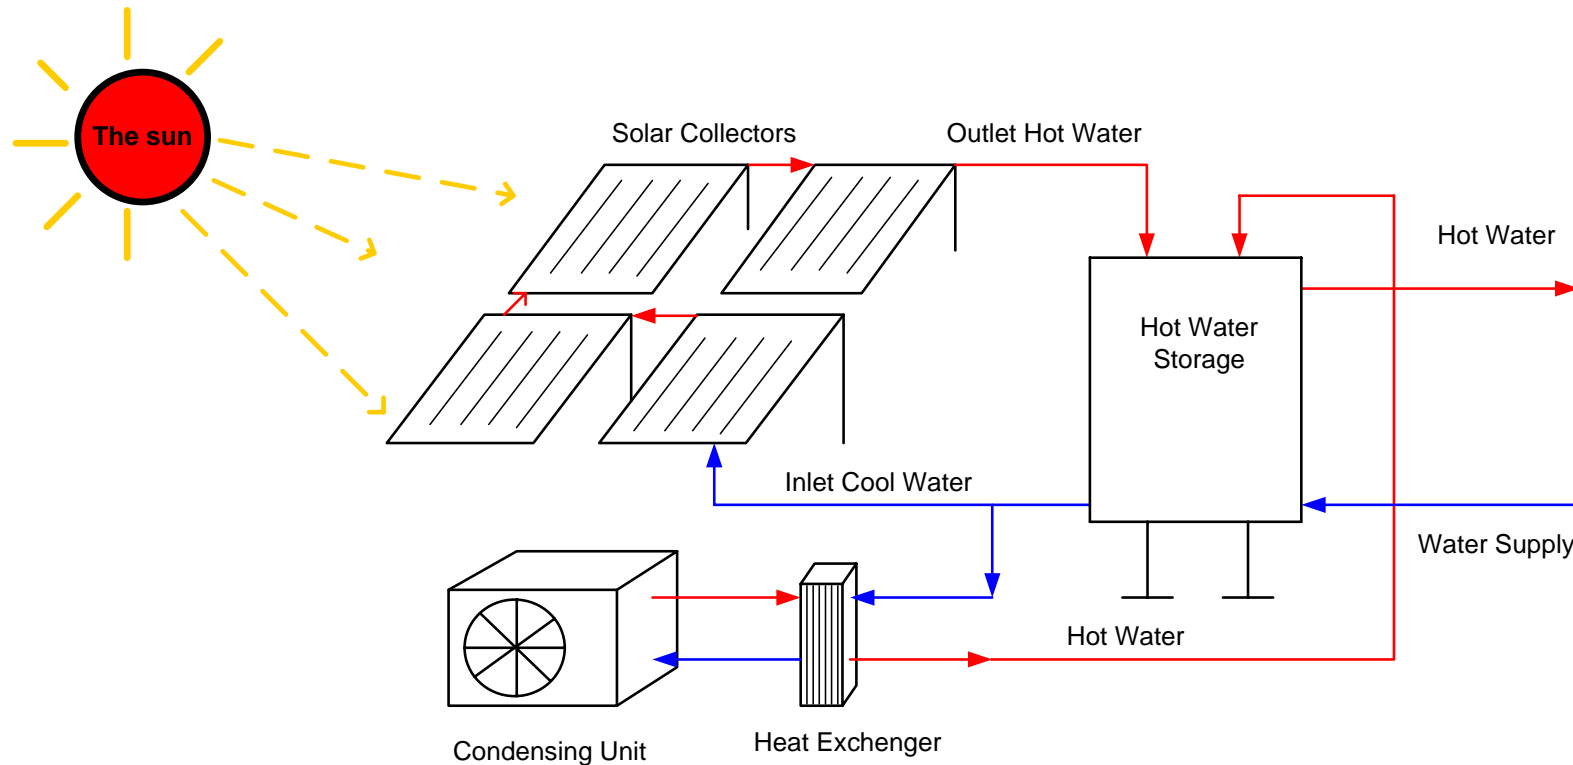 The sun
Solar Collectors
Outlet Hot Water
Hot Water
Hot Water
Storage
Inlet Cool Water
Water Supply
Hot Water
Heat Exchenger
Condensing Unit